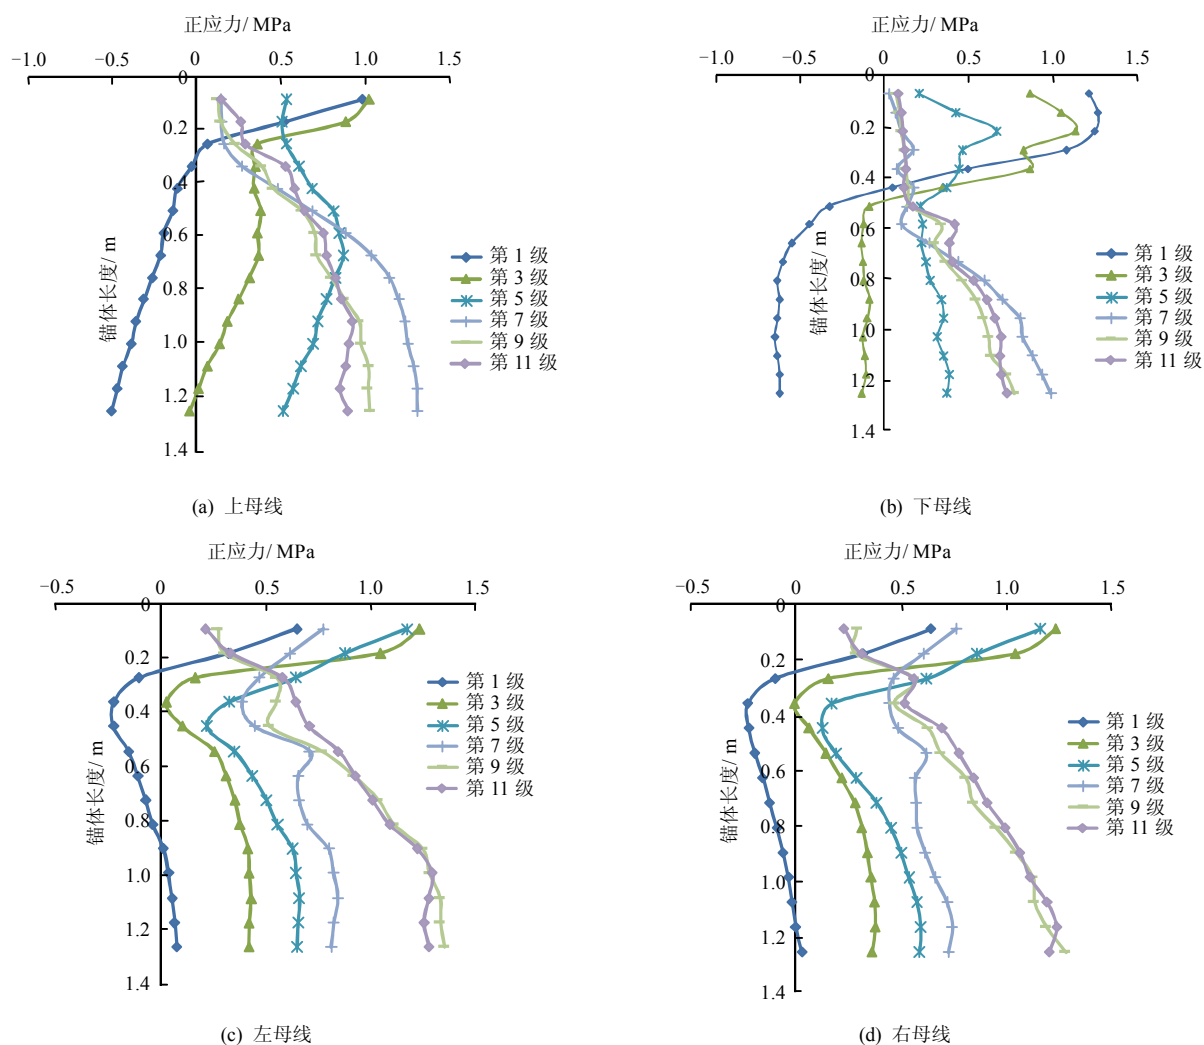 正应力/ MPa
−1.0 −0.5 0 0.5 1.0 1.5
0
0.2
0.4
0.6
0.8
1.0
1.2
1.4
锚体长度/ m
第 1 级
第 3 级
第 5 级
第 7 级
第 9 级
第 11 级
(a) 上母线
正应力/ MPa
−1.0 −0.5 0 0.5 1.0 1.5
0
0.2
0.4
0.6
0.8
1.0
1.2
1.4
锚体长度/ m
第 1 级
第 3 级
第 5 级
第 7 级
第 9 级
第 11 级
(b) 下母线
正应力/ MPa
−0.5 0 0.5 1.0 1.5
0
0.2
0.4
0.6
0.8
1.0
1.2
1.4
锚体长度/ m
第 1 级
第 3 级
第 5 级
第 7 级
第 9 级
第 11 级
(c) 左母线
正应力/ MPa
−0.5 0 0.5 1.0 1.5
0
0.2
0.4
0.6
0.8
1.0
1.2
1.4
锚体长度/ m
第 1 级
第 3 级
第 5 级
第 7 级
第 9 级
第 11 级
(d) 右母线